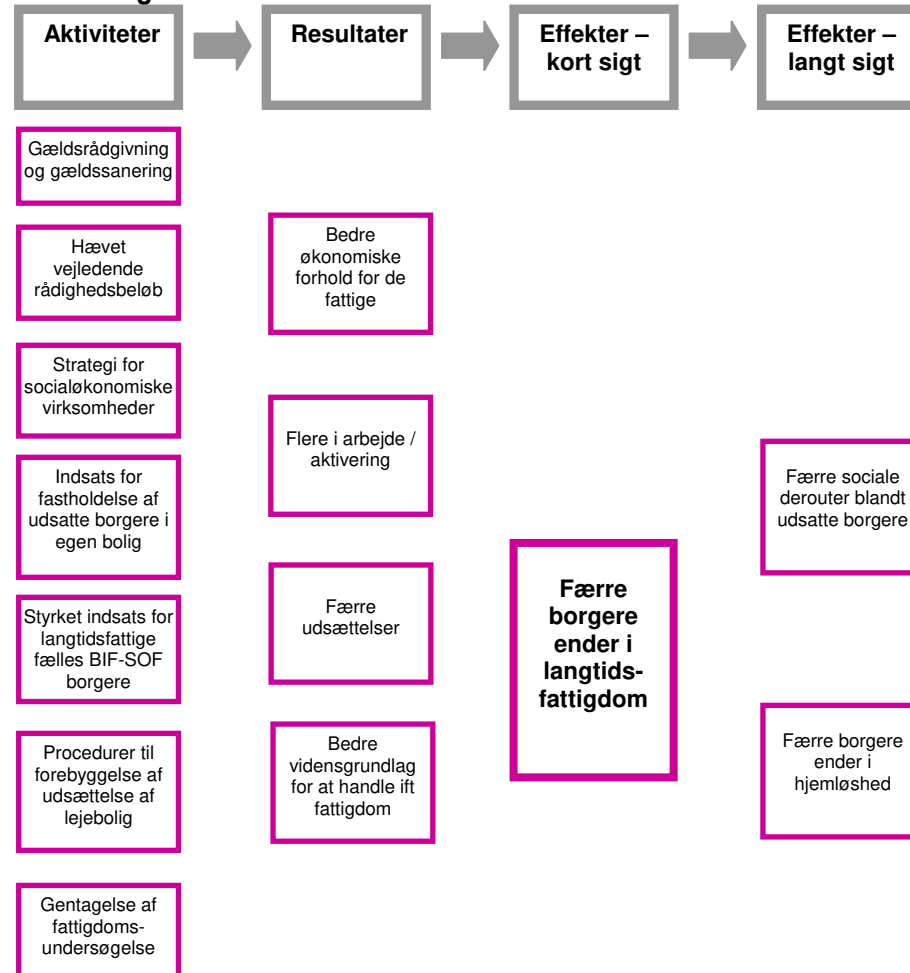 Aktiviteter
Resultater
Effekter –
kort sigt
Effekter –
langt sigt
Gældsrådgivning
og gældssanering
Hævet
vejledende
rådighedsbeløb
Strategi for
socialøkonomiske
virksomheder
Indsats for
fastholdelse af
udsatte borgere i
egen bolig
Styrket indsats for
langtidsfattige
fælles BIF-SOF
borgere
Procedurer til
forebyggelse af
udsættelse af
lejebolig
Gentagelse af
fattigdoms-
undersøgelse
Bedre
økonomiske
forhold for de
fattige
Flere i arbejde /
aktivering
Færre
udsættelser
Bedre
vidensgrundlag
for at handle ift
fattigdom
Færre
borgere
ender i
langtids-
fattigdom
Færre sociale
derouter blandt
udsatte borgere
Færre borgere
ender i
hjemløshed